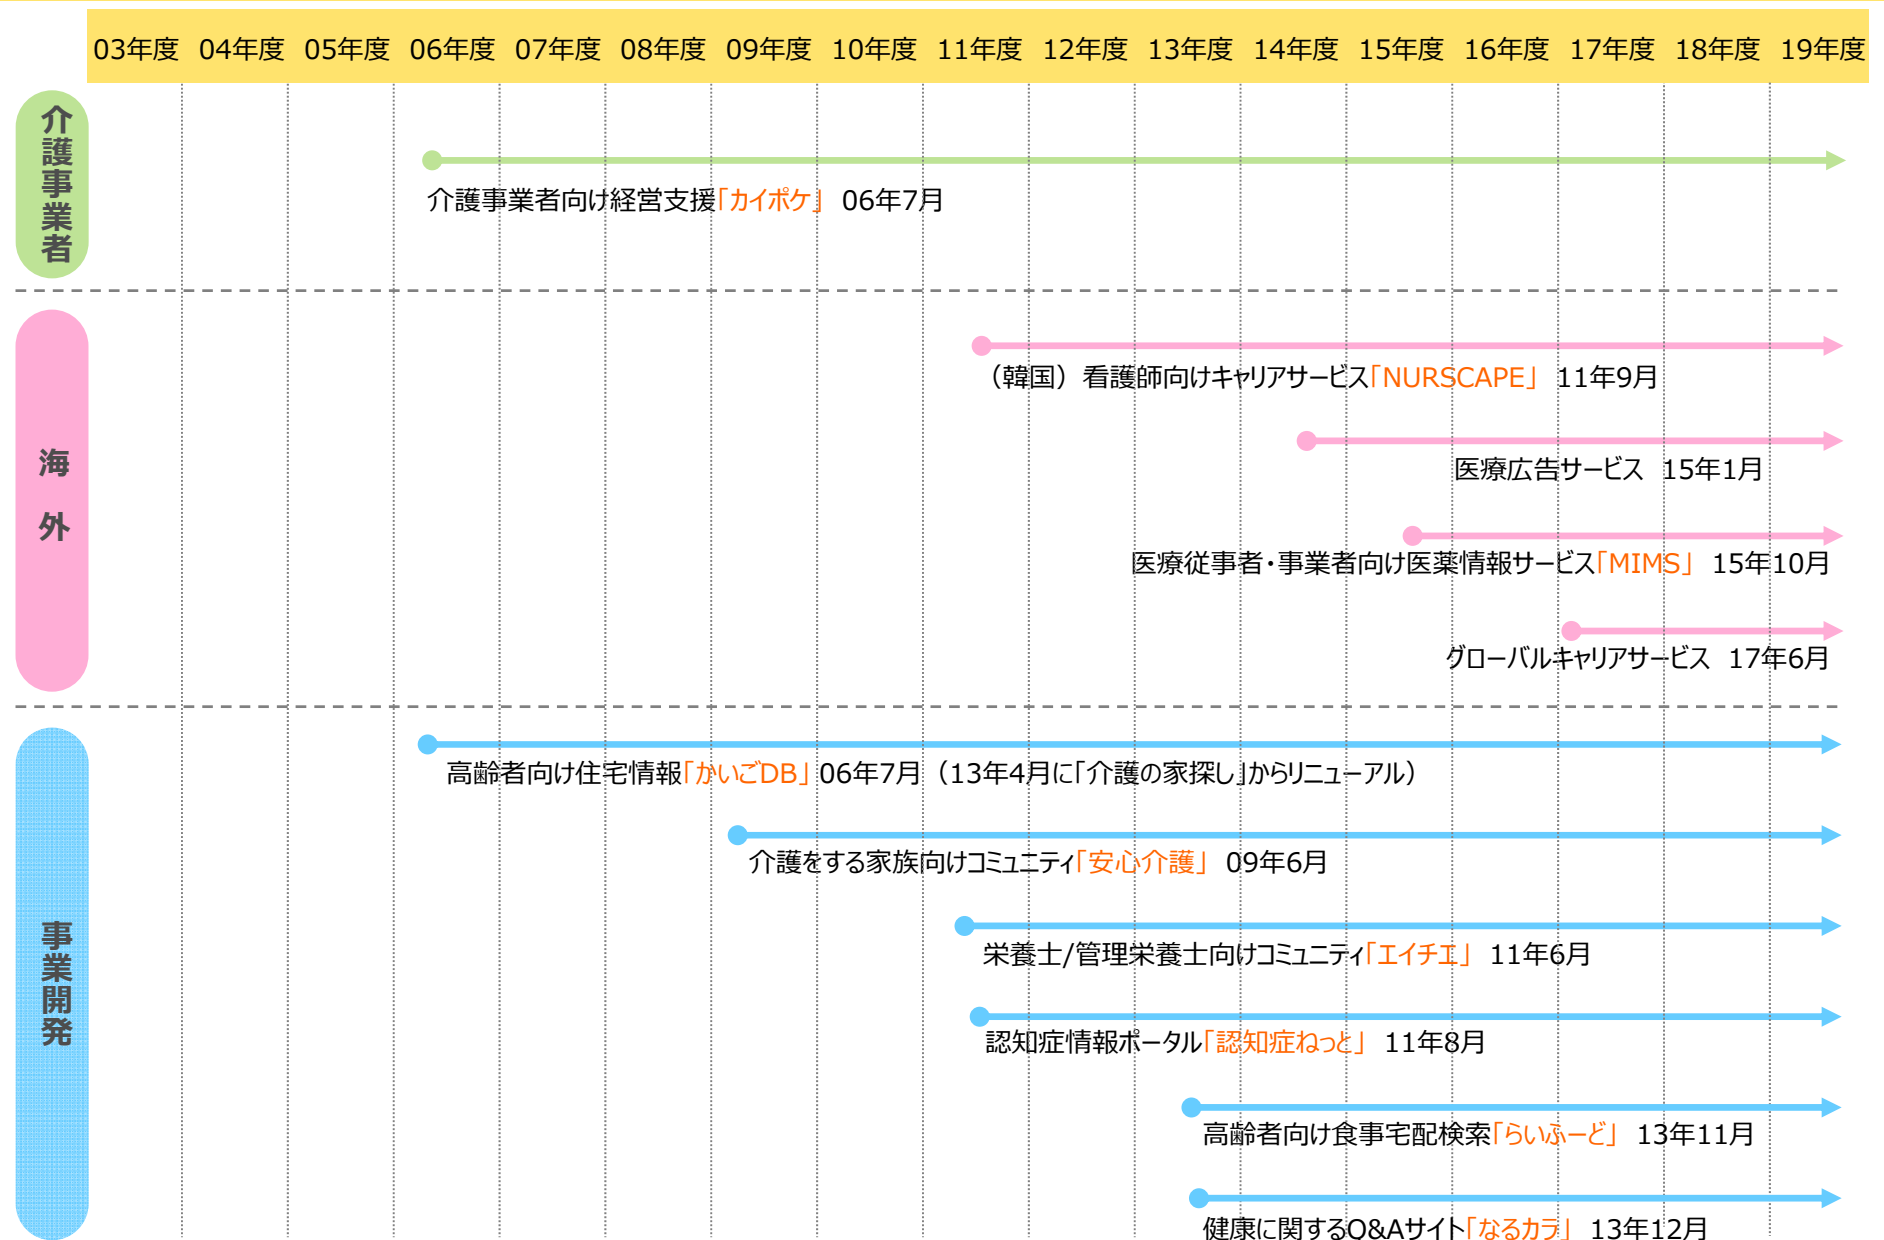 03年度 04年度 05年度 06年度 07年度 08年度 09年度 10年度 11年度 12年度 13年度 14年度 15年度 16年度 17年度 18年度 19年度
介護事業者
介護事業者向け経営支援「カイポケ」 06年7月
海外
（韓国）看護師向けキャリアサービス「NURSCAPE」 11年9月
医療広告サービス 15年1月
医療従事者・事業者向け医薬情報サービス「MIMS」 15年10月
グローバルキャリアサービス 17年6月
事業開発
高齢者向け住宅情報「かいごDB」 06年7月（13年4月に「介護の家探し」からリニューアル）
介護をする家族向けコミュニティ「安心介護」 09年6月
栄養士/管理栄養士向けコミュニティ「エイチエ」 11年6月
認知症情報ポータル「認知症ねっと」 11年8月
高齢者向け食事宅配検索「らいふーど」 13年11月
健康に関するQ&Aサイト「なるカラ」 13年12月